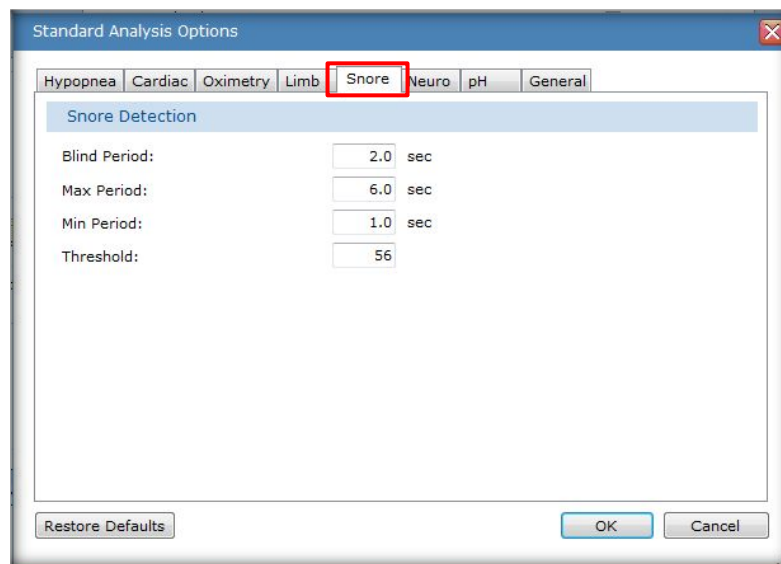 Standard Analysis Options
Hypopnea Cardiac Oximetry Limb Snore Neuro pH General
Snore Detection
Blind Period: 2.0 sec
Max Period: 6.0 sec
Min Period: 1.0 sec
Threshold: 56
Restore Defaults OK Cancel